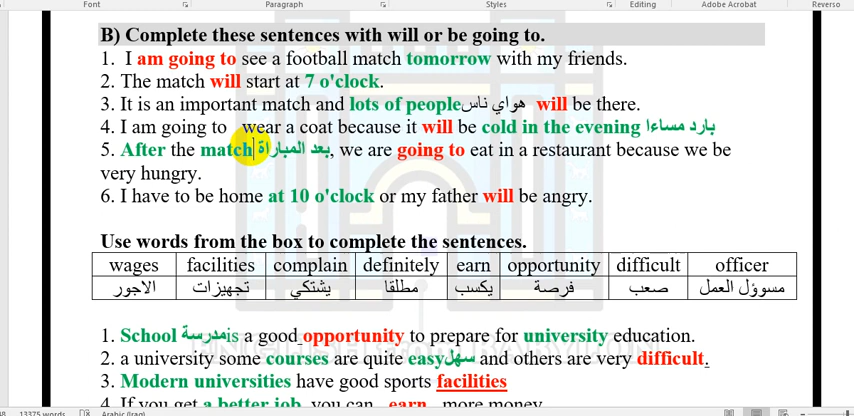 Font Paragraph Styles Editing Adobe Acrobat Reverso
B) Complete these sentences with will or be going to.
1. I am going to see a football match tomorrow with my friends.
2. The match will start at 7 o'clock.
3. It is an important match and lots of people هواي ناس will be there.
4. I am going to wear a coat because it will be cold in the evening بارد مساءا
5. After the match بعد المباراة, we are going to eat in a restaurant because we be
very hungry.
6. I have to be home at 10 o'clock or my father will be angry.
Use words from the box to complete the sentences.
wages facilities complain definitely earn opportunity difficult officer
الاجور تجهيزات يشتكي مطلقا يكسب فرصة صعب مسوؤل العمل
1. School مدرسة is a good opportunity to prepare for university education.
2. a university some courses are quite easy سهل and others are very difficult.
3. Modern universities have good sports facilities
4. If you get a better job you can earn more money
13375 words Arabic (Iraq)